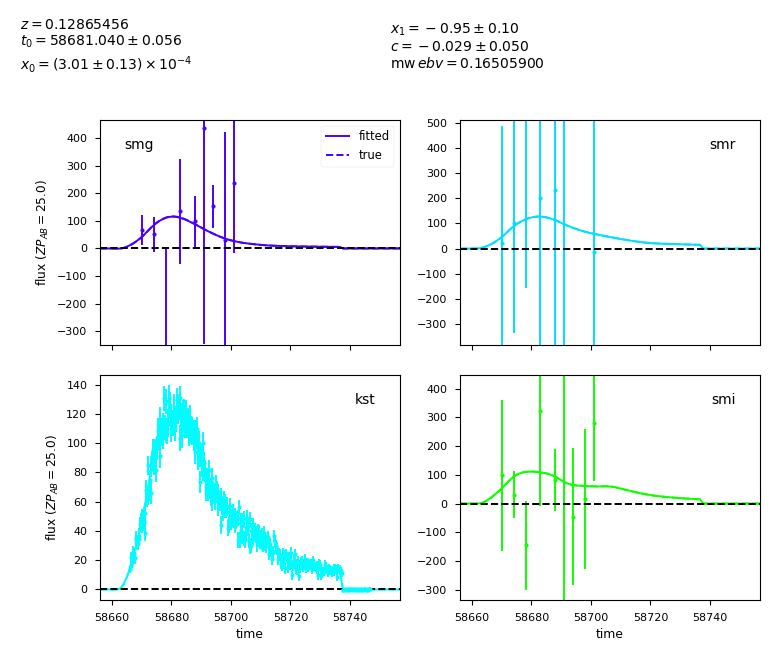 z = 0.12865456
t₀ = 58681.040 ± 0.056
x₀ = (3.01 ± 0.13) × 10⁻⁴
x₁ = −0.95 ± 0.10
c = −0.029 ± 0.050
mw ebv = 0.16505900
smg
fitted
true
400
300
200
100
0
−100
−200
−300
flux (ZP_AB = 25.0)
smr
500
400
300
200
100
0
−100
−200
−300
kst
140
120
100
80
60
40
20
0
flux (ZP_AB = 25.0)
58660 58680 58700 58720 58740
time
smi
400
300
200
100
0
−100
−200
−300
58660 58680 58700 58720 58740
time